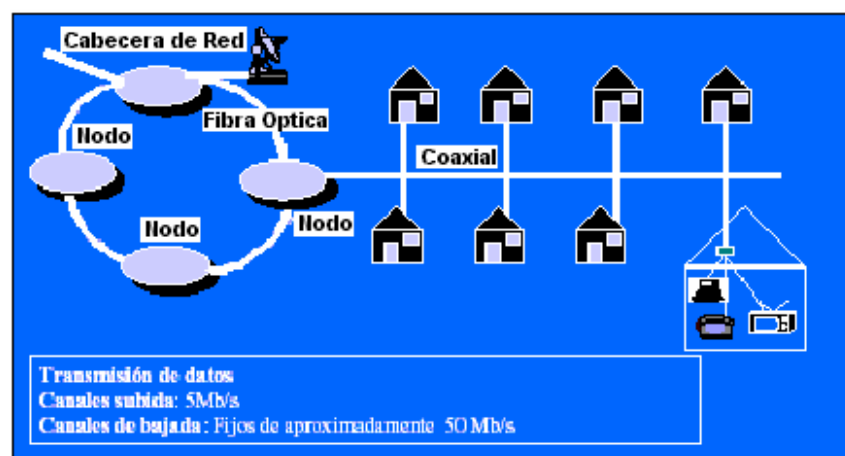 Cabecera de Red
Fibra Optica
Nodo
Coaxial
Nodo
Nodo
Transmisión de datos
Canales subida: 5Mb/s
Canales de bajada: Fijos de aproximadamente 50 Mb/s